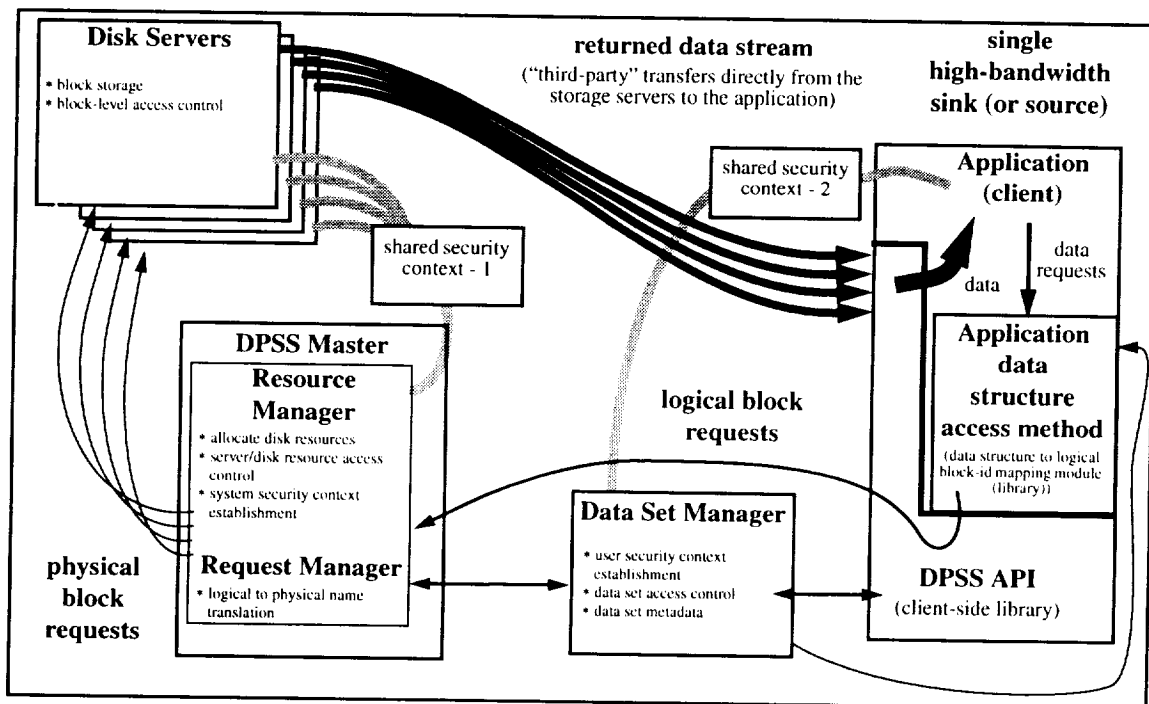 Disk Servers
* block storage
* block-level access control
returned data stream
("third-party" transfers directly from the
storage servers to the application)
single
high-bandwidth
sink (or source)
shared security
context - 1
shared security
context - 2
Application
(client)
data
requests
data
Application
data
structure
access method
(data structure to logical
block-id mapping module
(library))
DPSS Master
Resource
Manager
* allocate disk resources
* server/disk resource access
control
* system security context
establishment
Request Manager
* logical to physical name
translation
physical
block
requests
logical block
requests
Data Set Manager
* user security context
establishment
* data set access control
* data set metadata
DPSS API
(client-side library)